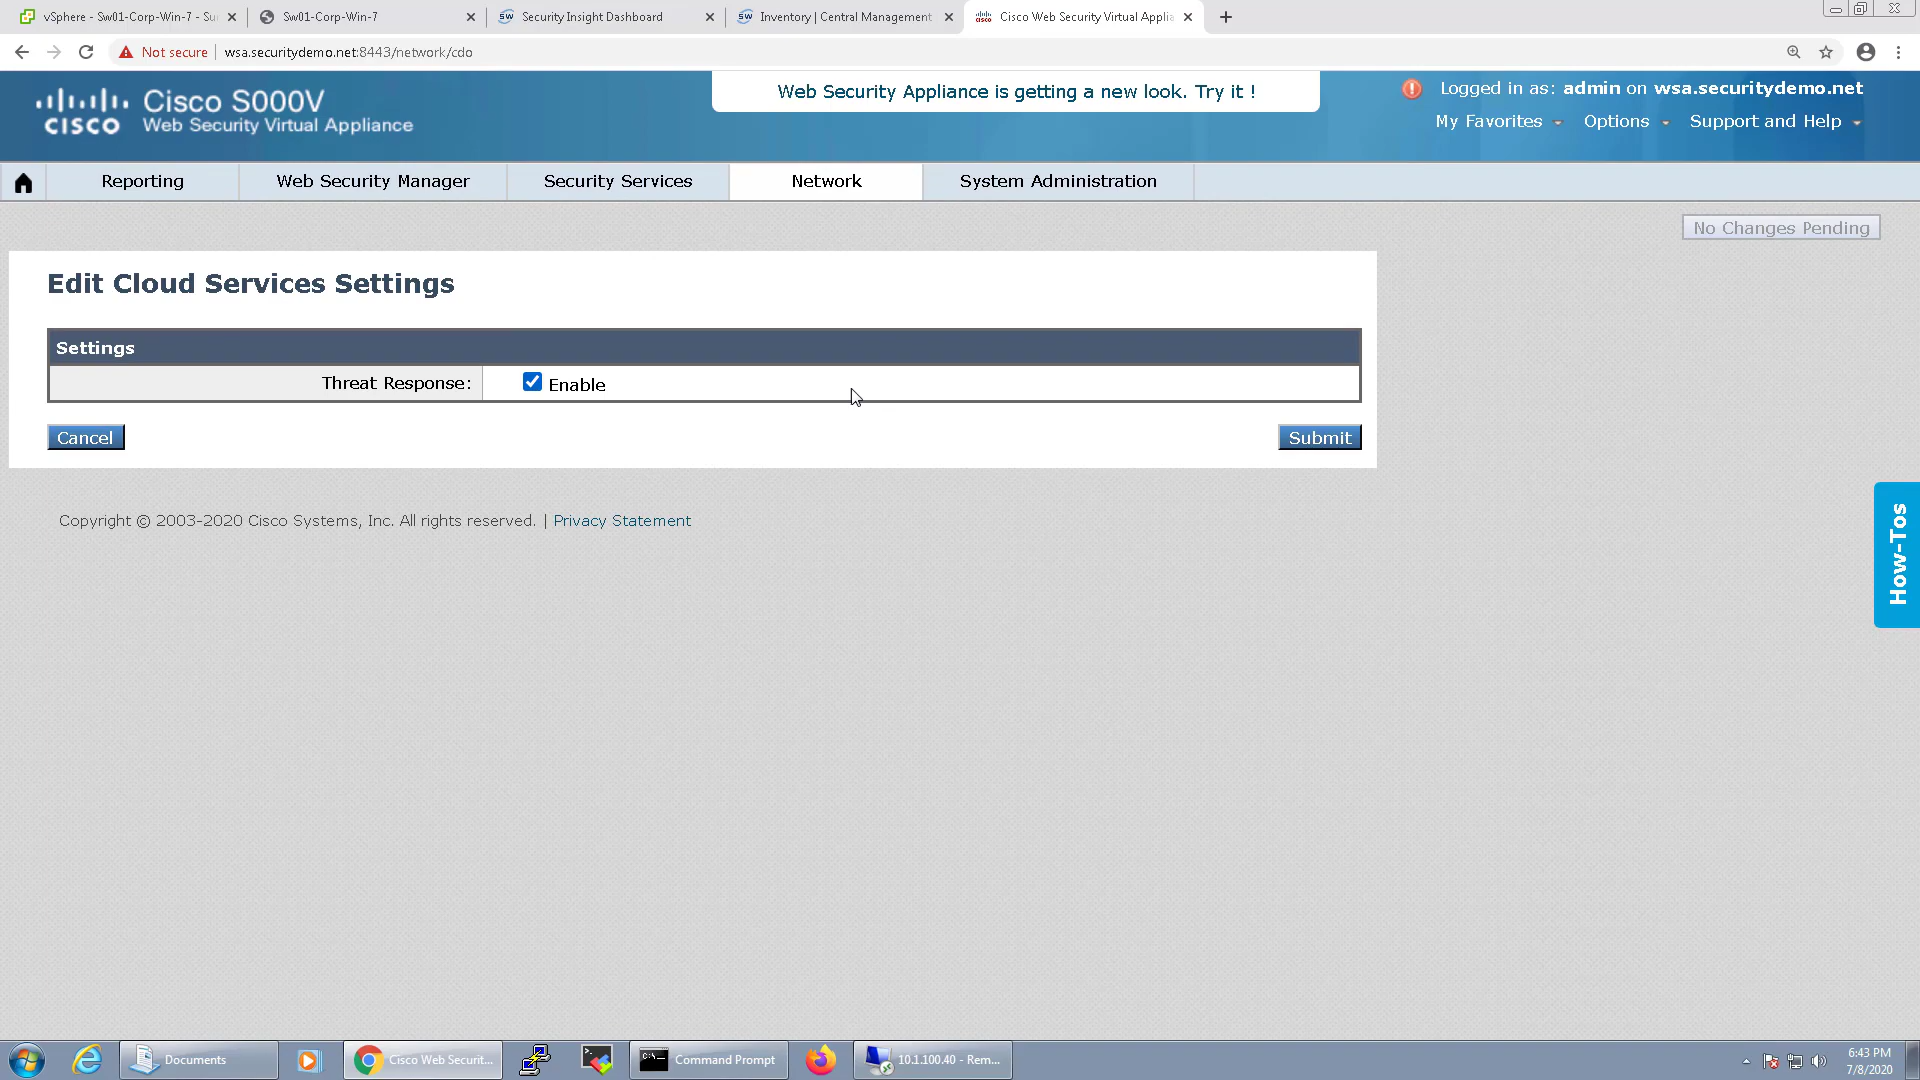 vSphere - Sw01-Corp-Win-7 - Su
Sw01-Corp-Win-7
Security Insight Dashboard
Inventory | Central Management
Cisco Web Security Virtual Applia
Not secure
wsa.securitydemo.net:8443/network/cdo
CISCO
Cisco S000V
Web Security Virtual Appliance
Web Security Appliance is getting a new look. Try it !
Logged in as: admin on wsa.securitydemo.net
My Favorites
Options
Support and Help
Reporting
Web Security Manager
Security Services
Network
System Administration
No Changes Pending
Edit Cloud Services Settings
Settings
Threat Response:
Enable
Cancel
Submit
Copyright © 2003-2020 Cisco Systems, Inc. All rights reserved. | Privacy Statement
How-Tos
Documents
Cisco Web Securit...
Command Prompt
10.1.100.40 - Rem...
6:43 PM
7/8/2020